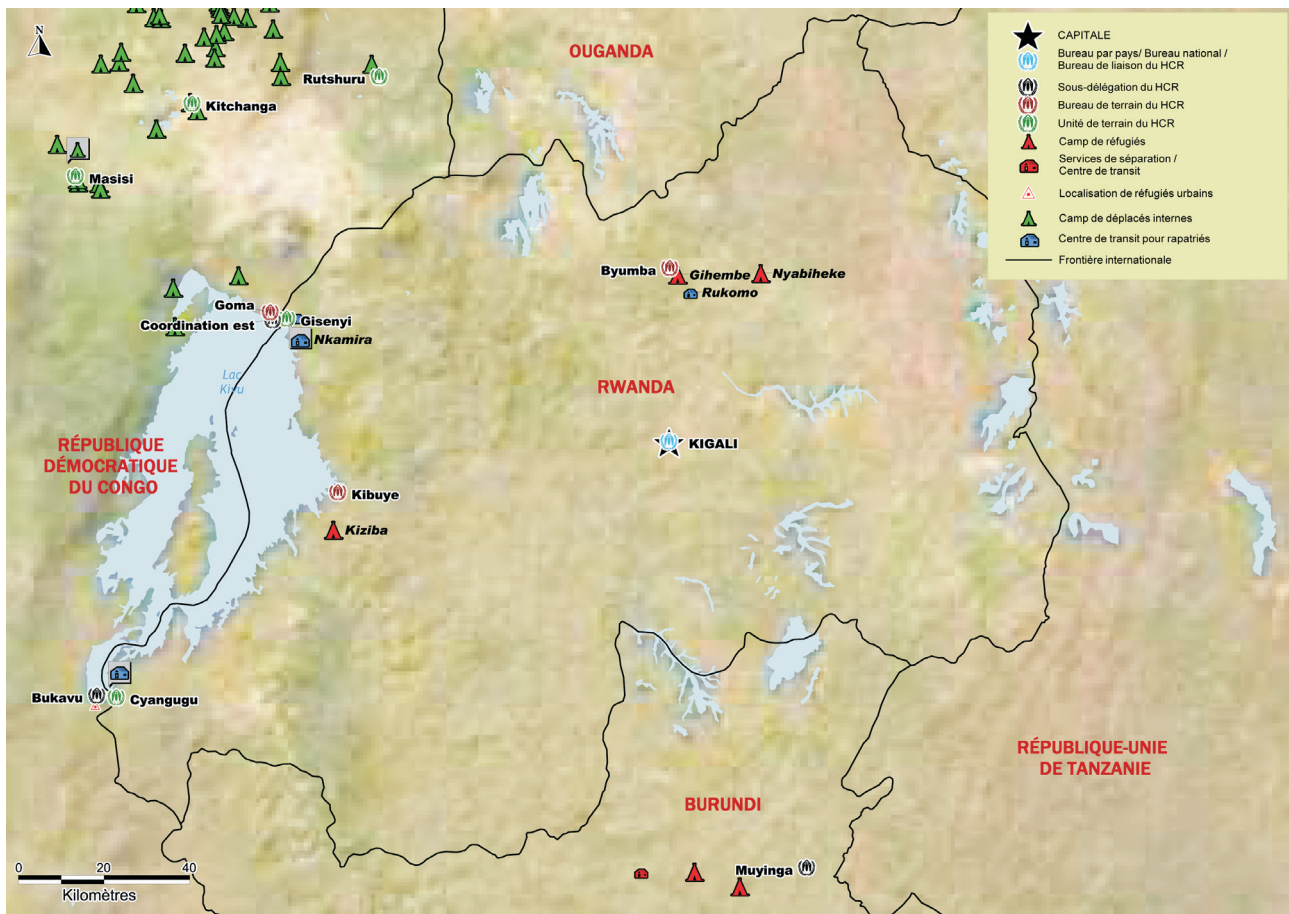 N
OUGANDA
Rutshuru
Kitchanga
Masisi
CAPITALE
Bureau par pays/ Bureau national /
Bureau de liaison du HCR
Sous-délégation du HCR
Bureau de terrain du HCR
Unité de terrain du HCR
Camp de réfugiés
Services de séparation /
Centre de transit
Localisation de réfugiés urbains
Camp de déplacés internes
Centre de transit pour rapatriés
Frontière internationale
Byumba
Gihembe
Nyabiheke
Rukomo
Goma
Coordination est
Gisenyi
Nkamira
Lac
Kivu
RWANDA
KIGALI
RÉPUBLIQUE
DÉMOCRATIQUE
DU CONGO
Kibuye
Kiziba
Bukavu
Cyangugu
RÉPUBLIQUE-UNIE
DE TANZANIE
BURUNDI
Muyinga
0 20 40
Kilomètres